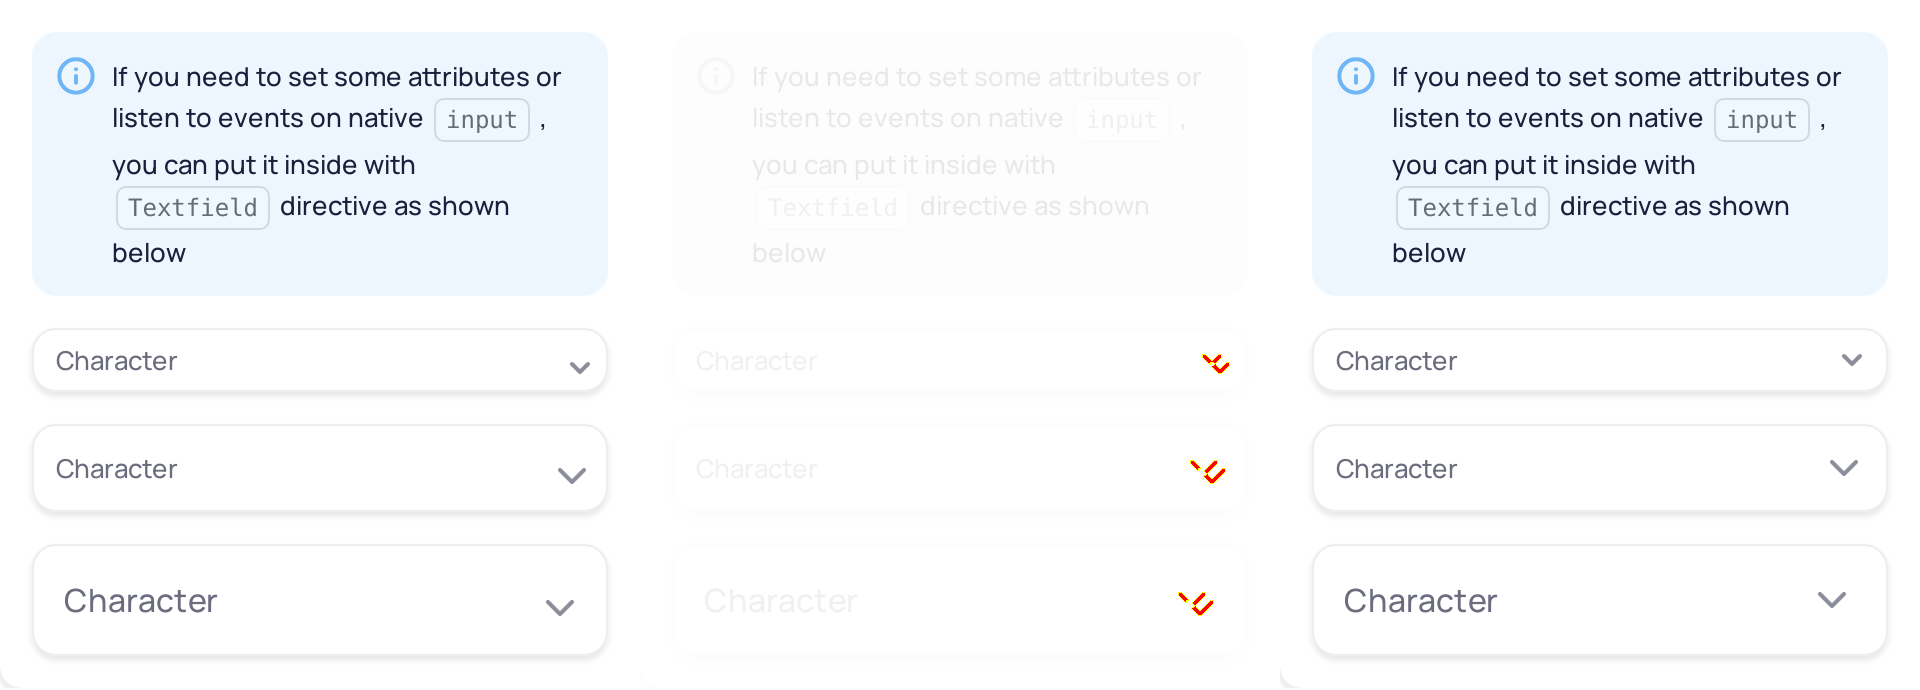 If you need to set some attributes or
listen to events on native input ,
you can put it inside with
Textfield directive as shown
below
Character
Character
Character
If you need to set some attributes or
listen to events on native input ,
you can put it inside with
Textfield directive as shown
below
Character
Character
Character
If you need to set some attributes or
listen to events on native input ,
you can put it inside with
Textfield directive as shown
below
Character
Character
Character